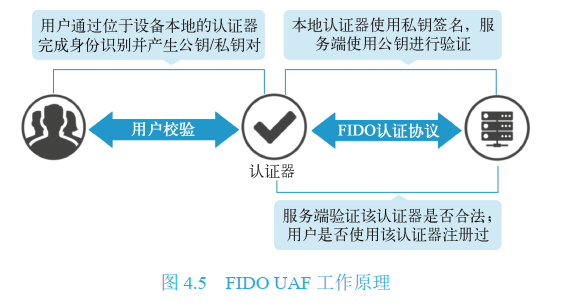 用户通过位于设备本地的认证器
完成身份识别并产生公钥/私钥对
本地认证器使用私钥签名，服
务端使用公钥进行验证
用户校验
FIDO认证协议
认证器
服务端验证该认证器是否合法；
用户是否使用该认证器注册过
图 4.5 FIDO UAF 工作原理